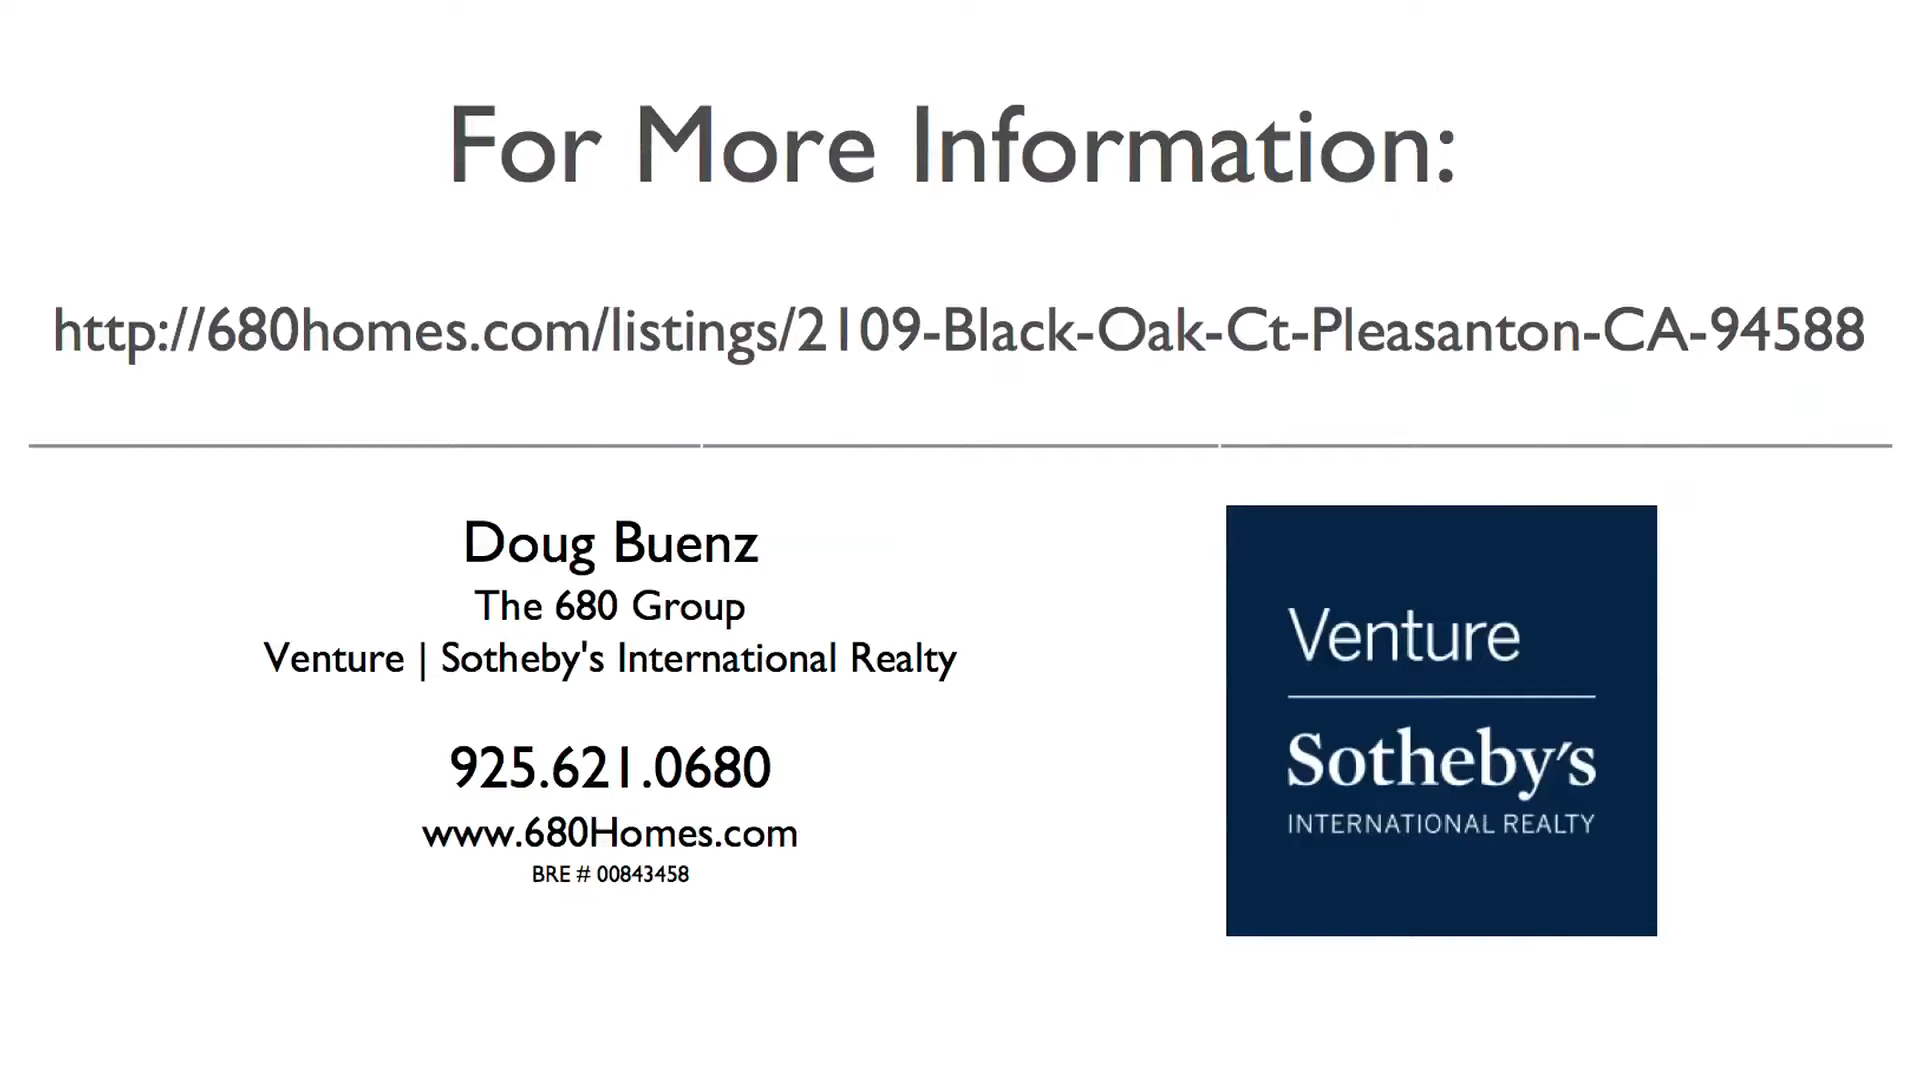 For More Information:
http://680homes.com/listings/2109-Black-Oak-Ct-Pleasanton-CA-94588
Doug Buenz
The 680 Group
Venture | Sotheby's International Realty
925.621.0680
www.680Homes.com
BRE # 00843458
Venture
Sotheby's
INTERNATIONAL REALTY